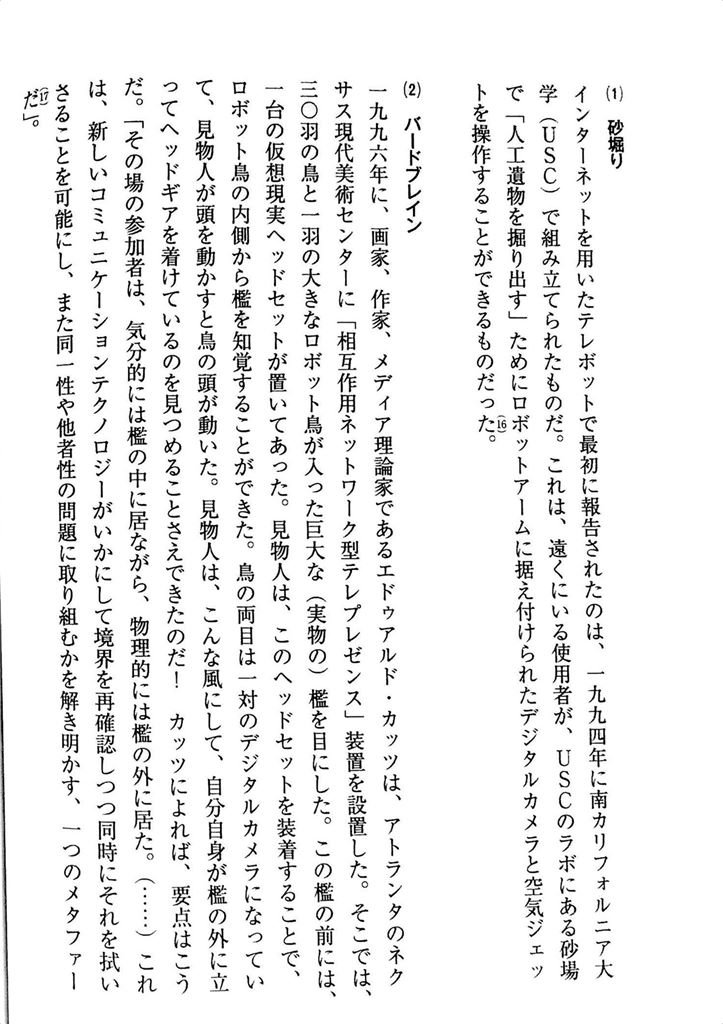 (1) 砂堀り
インターネットを用いたテレボットで最初に報告されたのは、一九九四年に南カリフォルニア大
学(USC)で組み立てられたものだ。これは、遠くにいる使用者が、USCのラボにある砂場
で「人工遺物を掘り出す」ためにロボットアームに据え付けられたデジタルカメラと空気ジェッ
トを操作することができるものだった。(16)
(2) バードブレイン
一九九六年に、画家、作家、メディア理論家であるエドゥアルド・カッツは、アトランタのネク
サス現代美術センターに「相互作用ネットワーク型テレプレゼンス」装置を設置した。そこでは、
三〇羽の鳥と一羽の大きなロボット鳥が入った巨大な(実物の)檻を目にした。この檻の前には、
一台の仮想現実ヘッドセットが置いてあった。見物人は、このヘッドセットを装着することで、
ロボット鳥の内側から檻を知覚することができた。鳥の両目は一対のデジタルカメラになってい
て、見物人が頭を動かすと鳥の頭が動いた。見物人は、こんな風にして、自分自身が檻の外に立
ってヘッドギアを着けているのを見つめることさえできたのだ! カッツによれば、要点はこう
だ。「その場の参加者は、気分的には檻の中に居ながら、物理的には檻の外に居た。(……)これ
は、新しいコミュニケーションテクノロジーがいかにして境界を再確認しつつ同時にそれを拭い
さることを可能にし、また同一性や他者性の問題に取り組むかを解き明かす、一つのメタファー
だ」。(17)